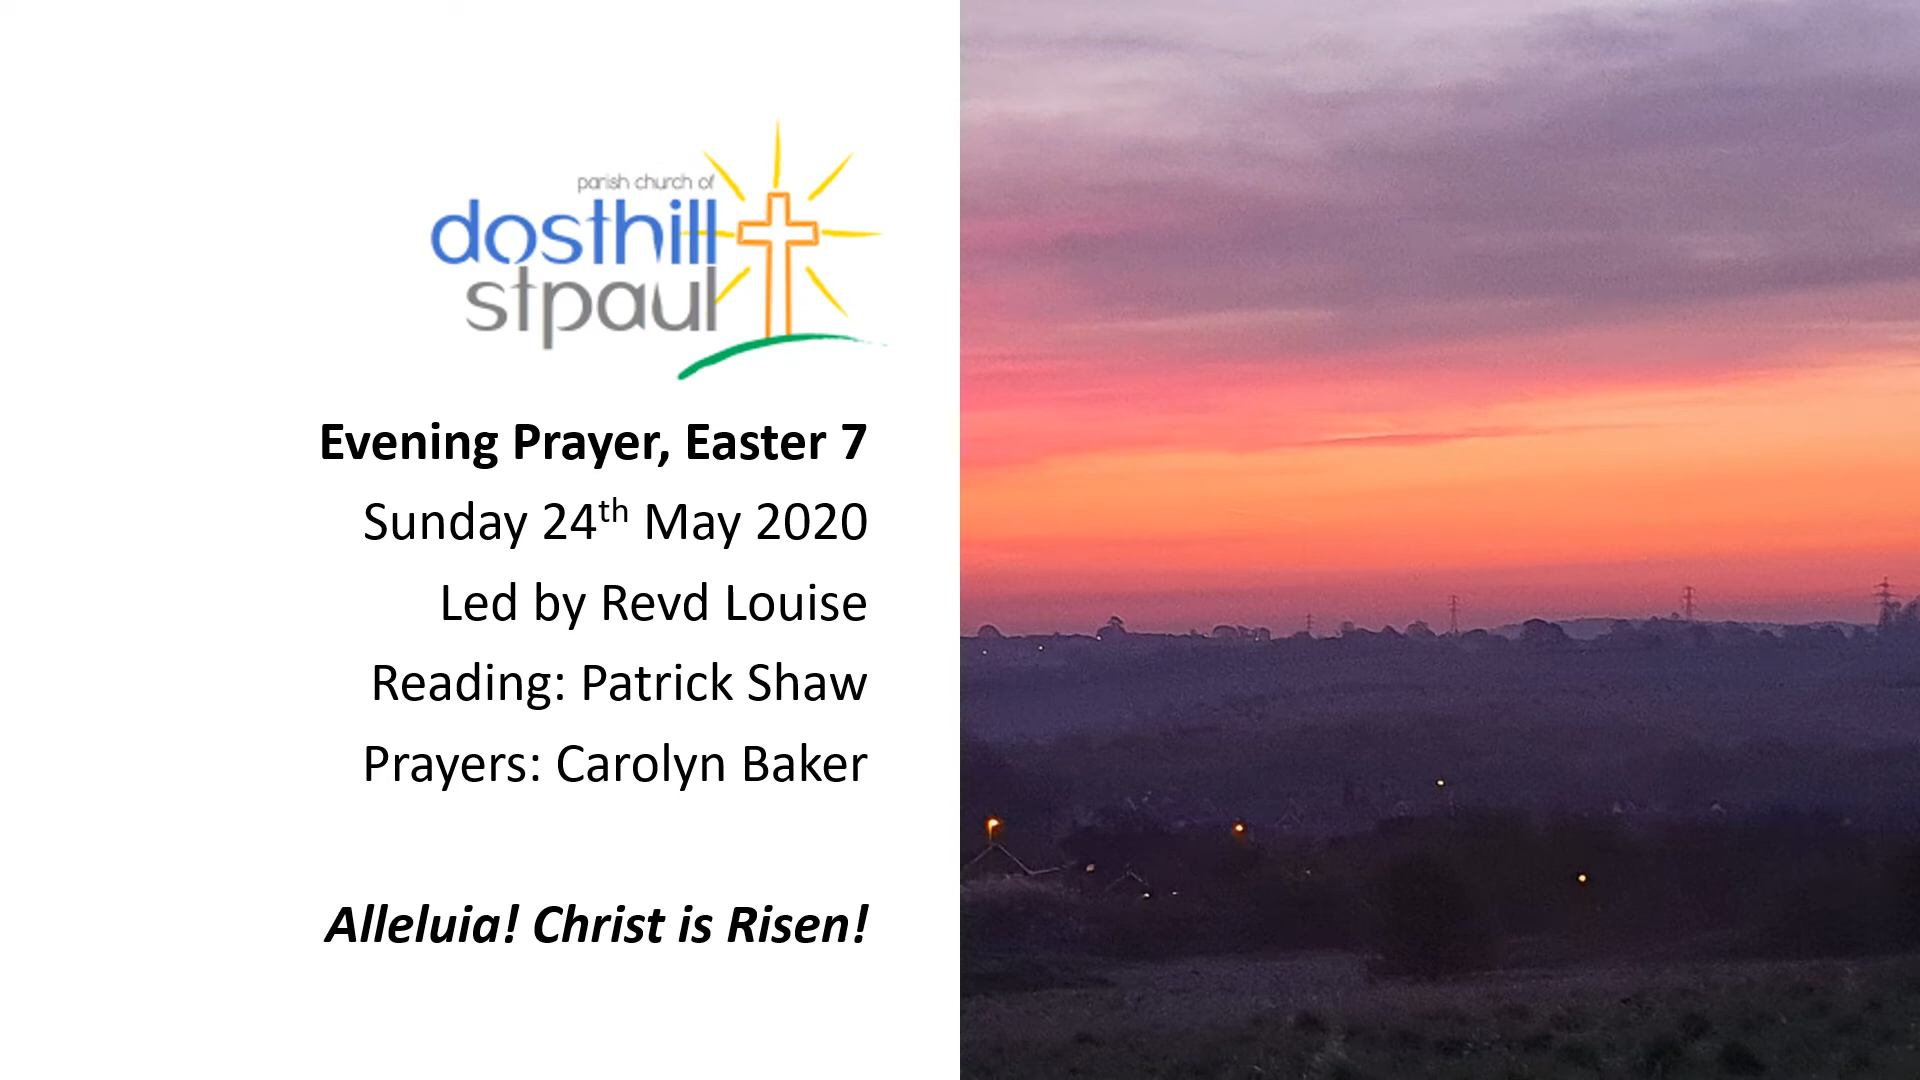 parish church of
dosthill
stpaul
Evening Prayer, Easter 7
Sunday 24th May 2020
Led by Revd Louise
Reading: Patrick Shaw
Prayers: Carolyn Baker
Alleluia! Christ is Risen!